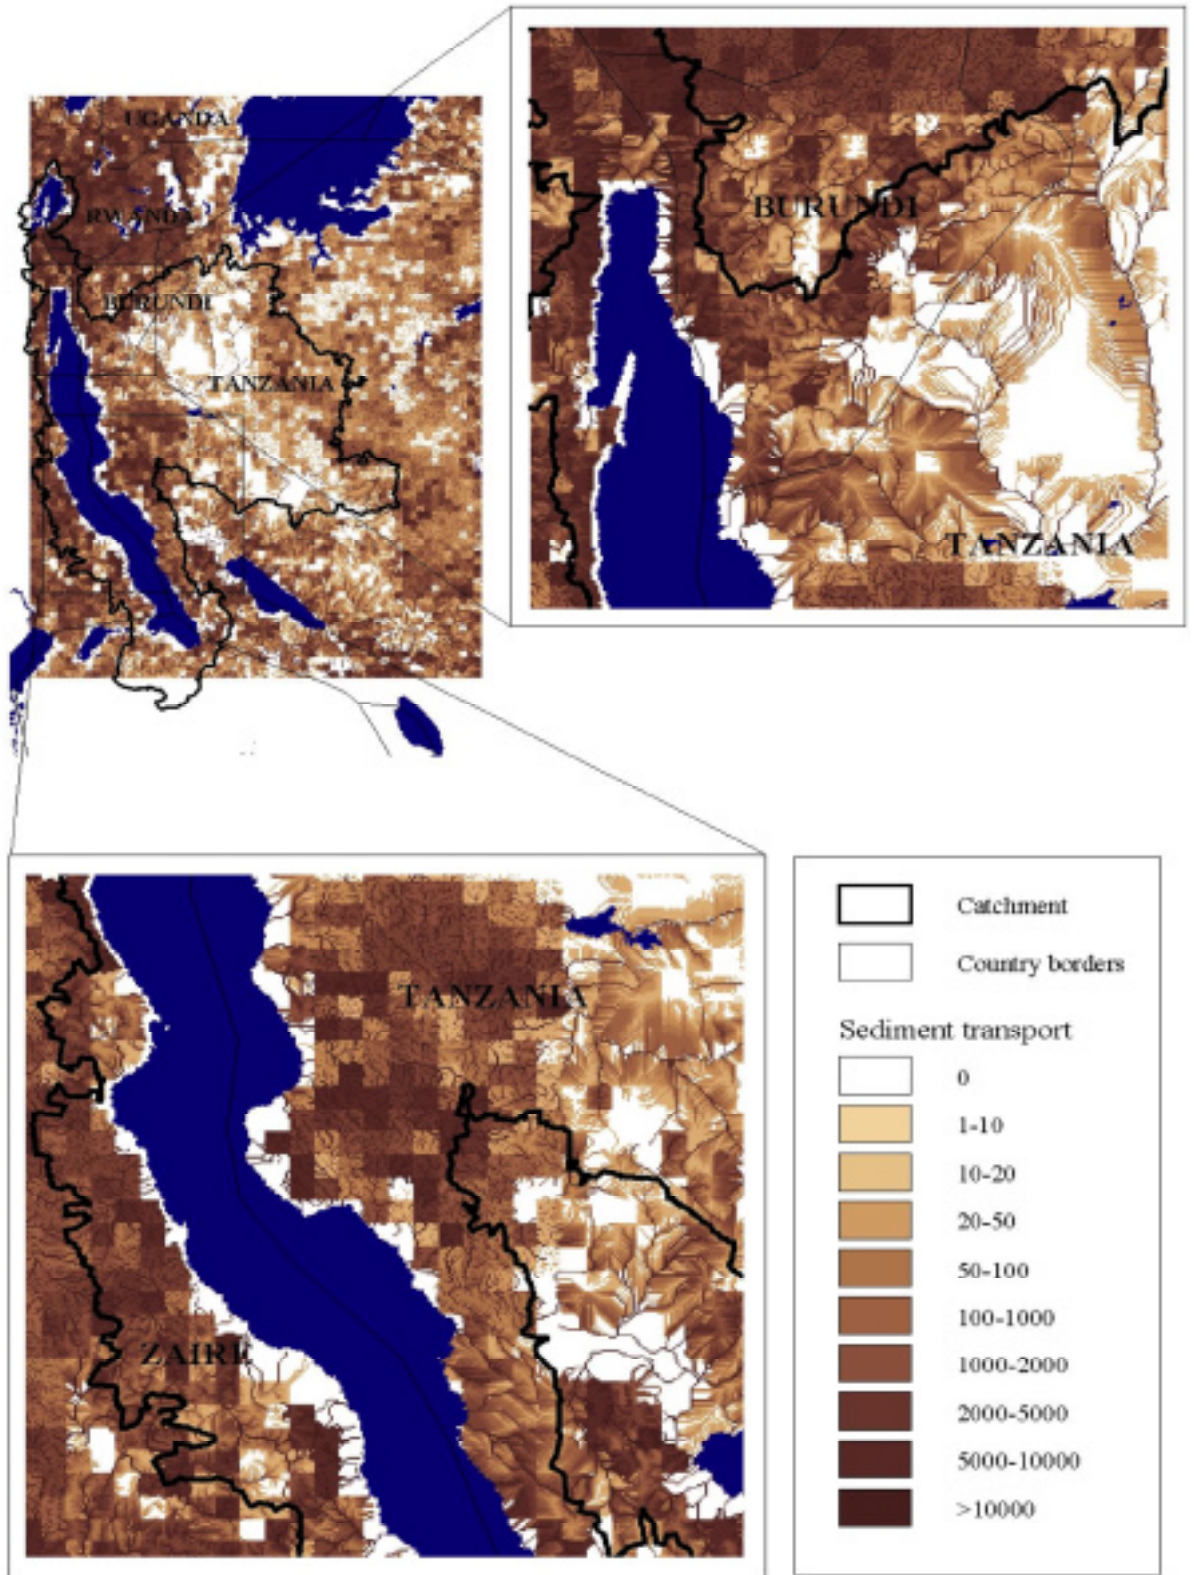 UGANDA
RWANDA
BURUNDI
TANZANIA
BURUNDI
TANZANIA
TANZANIA
ZAIRE
Catchment
Country borders
Sediment transport
0
1-10
10-20
20-50
50-100
100-1000
1000-2000
2000-5000
5000-10000
>10000